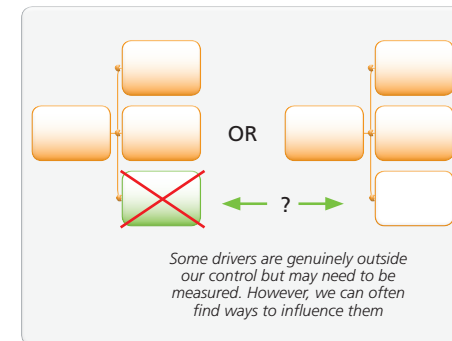 OR
?
Some drivers are genuinely outside
our control but may need to be
measured. However, we can often
find ways to influence them